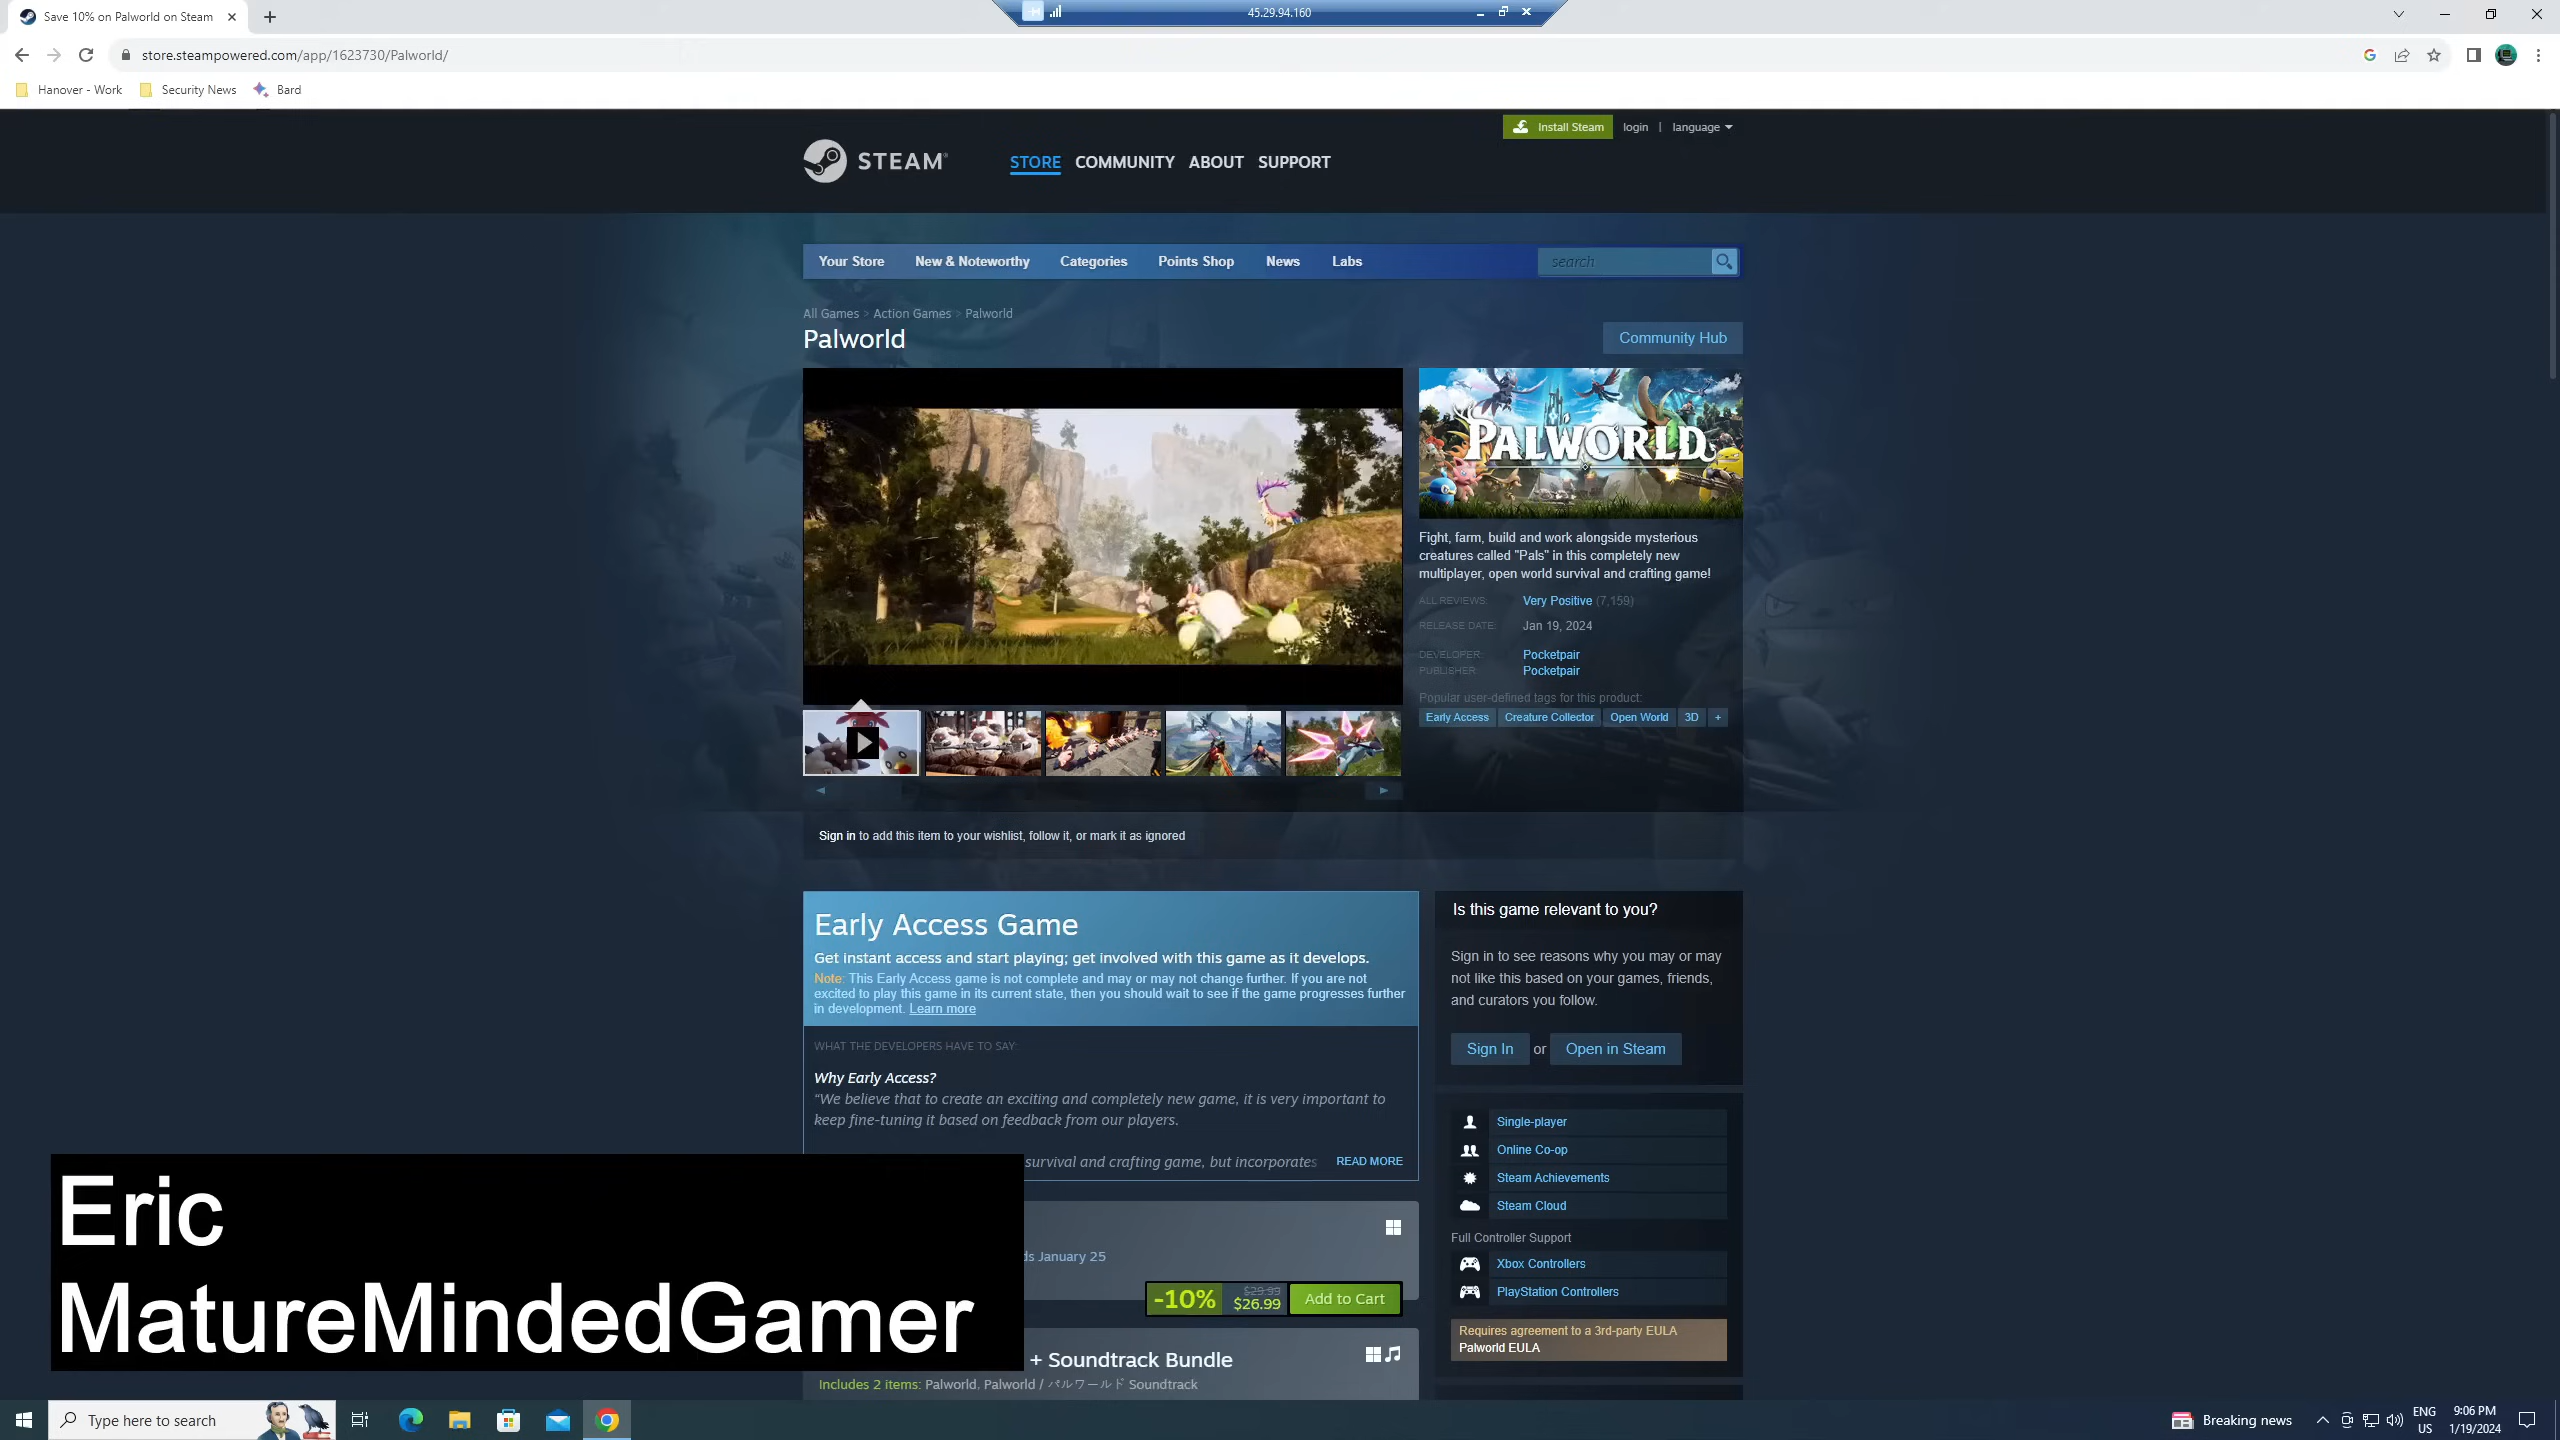 Save 10% on Palworld on Steam
45.29.94.160
store.steampowered.com/app/1623730/Palworld/
Hanover - Work
Security News
Bard
Install Steam
login | language
STEAM
STORE COMMUNITY ABOUT SUPPORT
Your Store New & Noteworthy Categories Points Shop News Labs
search
All Games > Action Games > Palworld
Palworld
Community Hub
PALWORLD
Fight, farm, build and work alongside mysterious
creatures called "Pals" in this completely new
multiplayer, open world survival and crafting game!
ALL REVIEWS: Very Positive (7,159)
RELEASE DATE: Jan 19, 2024
DEVELOPER: Pocketpair
PUBLISHER: Pocketpair
Popular user-defined tags for this product:
Early Access Creature Collector Open World 3D +
Sign in to add this item to your wishlist, follow it, or mark it as ignored
Early Access Game
Get instant access and start playing; get involved with this game as it develops.
Note: This Early Access game is not complete and may or may not change further. If you are not
excited to play this game in its current state, then you should wait to see if the game progresses further
in development. Learn more
WHAT THE DEVELOPERS HAVE TO SAY:
Why Early Access?
“We believe that to create an exciting and completely new game, it is very important to
keep fine-tuning it based on feedback from our players.
survival and crafting game, but incorporates READ MORE
January 25
-10% $29.99 $26.99 Add to Cart
+ Soundtrack Bundle
Includes 2 items: Palworld, Palworld / パルワールド Soundtrack
Is this game relevant to you?
Sign in to see reasons why you may or may
not like this based on your games, friends,
and curators you follow.
Sign In or Open in Steam
Single-player
Online Co-op
Steam Achievements
Steam Cloud
Full Controller Support
Xbox Controllers
PlayStation Controllers
Requires agreement to a 3rd-party EULA
Palworld EULA
Eric
MatureMindedGamer
Type here to search
Breaking news
ENG
US
9:06 PM
1/19/2024